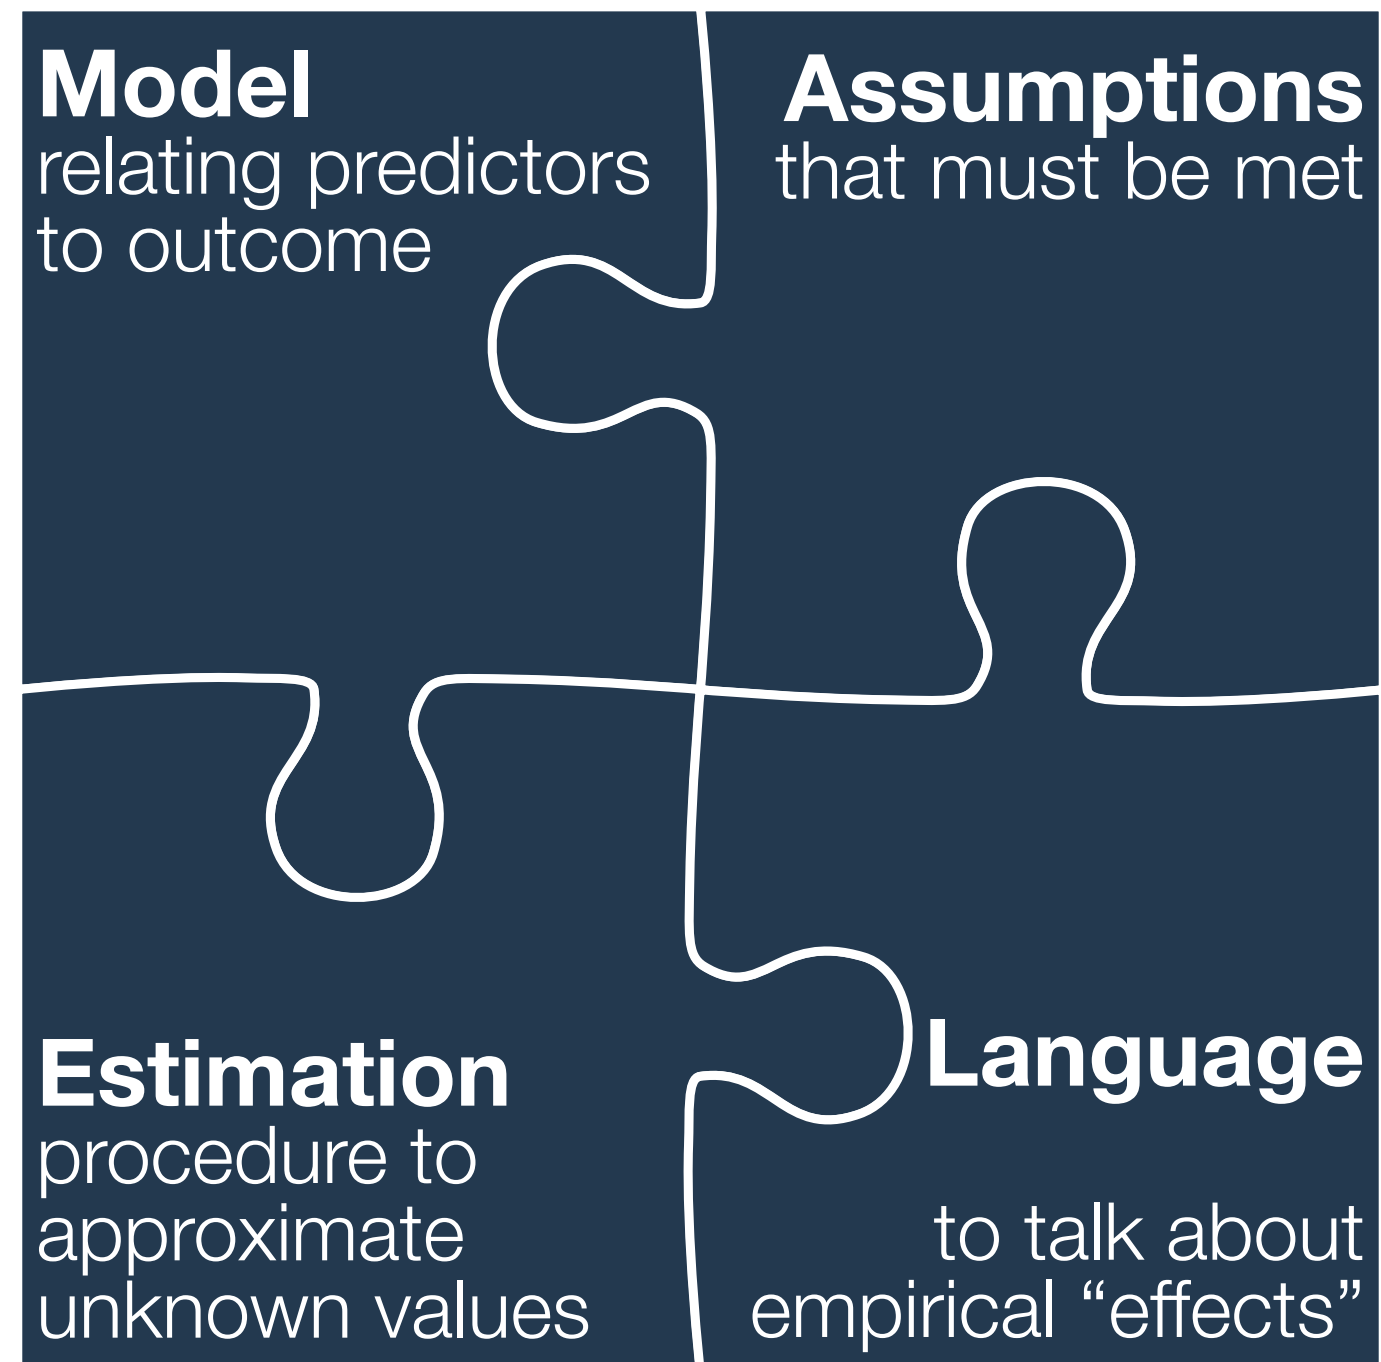 Model
relating predictors
to outcome
Assumptions
that must be met
Estimation
procedure to
approximate
unknown values
Language
to talk about
empirical “effects”